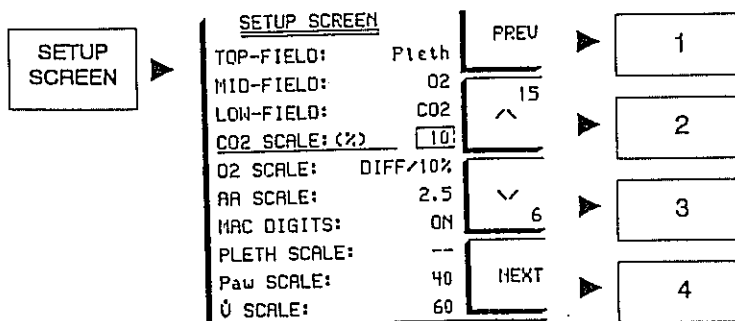 SETUP
SCREEN
SETUP SCREEN
TOP-FIELD: Pleth
MID-FIELD: O2
LOW-FIELD: CO2
CO2 SCALE:(%) 10
O2 SCALE: DIFF/10%
AA SCALE: 2.5
MAC DIGITS: ON
PLETH SCALE: --
Paw SCALE: 40
V̇ SCALE: 60
PREV
15
6
NEXT
1
2
3
4